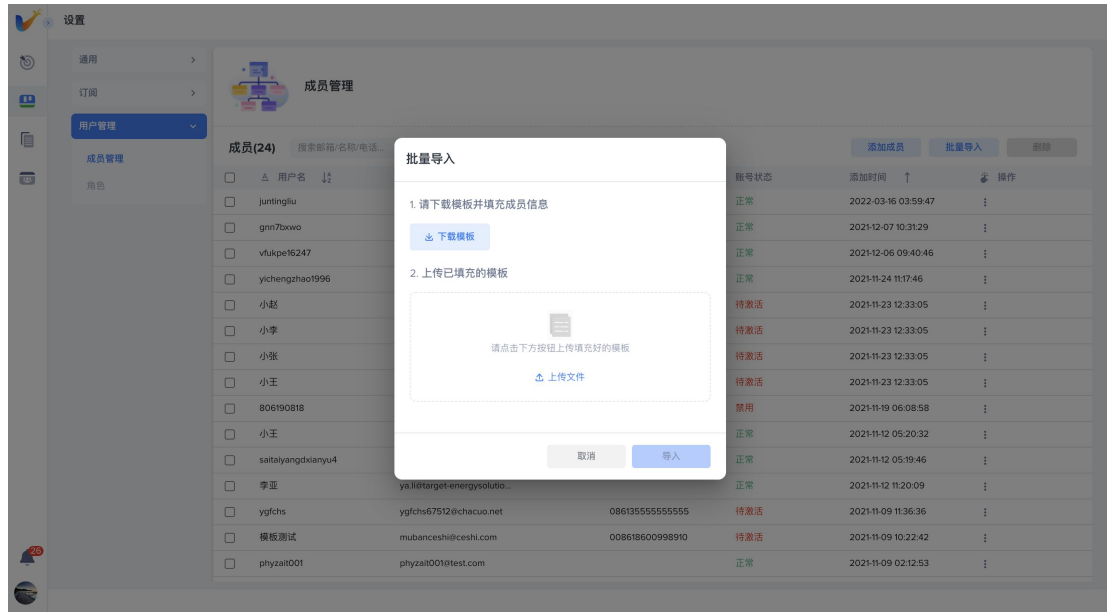 设置
通用
订阅
用户管理
成员管理
角色
成员管理
成员(24) 搜索邮箱/名称/电话... 添加成员 批量导入 删除
用户名 账号状态 添加时间 操作
juntingliu 正常 2022-03-16 03:59:47
gnn7bxwo 正常 2021-12-07 10:31:29
vfukpe16247 正常 2021-12-06 09:40:46
yichengzhao1996 正常 2021-11-24 11:17:46
小赵 待激活 2021-11-23 12:33:05
小李 待激活 2021-11-23 12:33:05
小张 待激活 2021-11-23 12:33:05
小王 待激活 2021-11-23 12:33:05
806190818 禁用 2021-11-19 06:08:58
小王 正常 2021-11-12 05:20:32
saitaiyangdxianyu4 正常 2021-11-12 05:19:46
李亚 ya.li@target-energysolutio... 正常 2021-11-12 11:20:09
ygfchs ygfchs67512@chacuo.net 086135555555555 待激活 2021-11-09 11:36:36
模板测试 mubanceshi@ceshi.com 008618600998910 待激活 2021-11-09 10:22:42
phyzait001 phyzait001@test.com 正常 2021-11-09 02:12:53
批量导入
1. 请下载模板并填充成员信息
下载模板
2. 上传已填充的模板
请点击下方按钮上传填充好的模板
上传文件
取消 导入
26